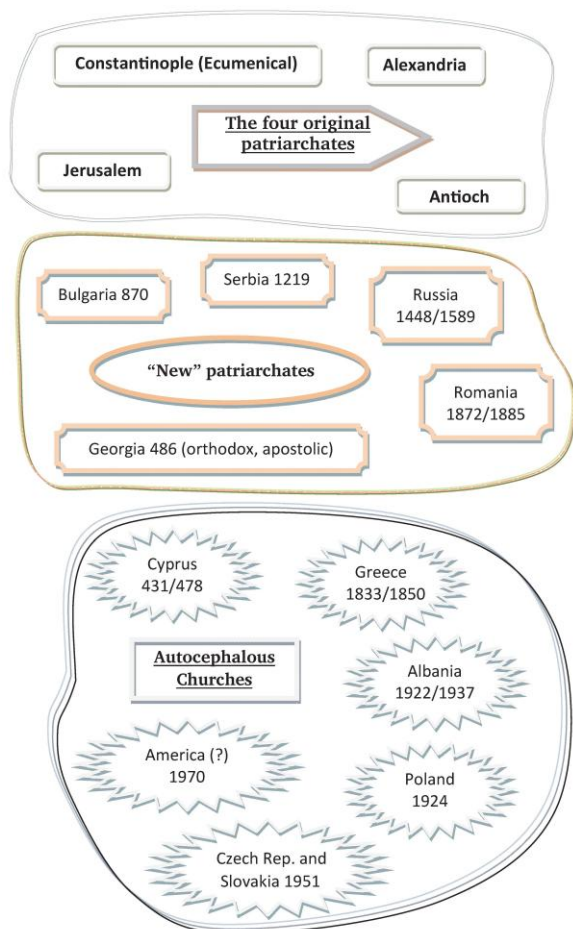 Constantinople (Ecumenical)
Alexandria
The four original
patriarchates
Jerusalem
Antioch
Bulgaria 870
Serbia 1219
Russia
1448/1589
“New” patriarchates
Romania
1872/1885
Georgia 486 (orthodox, apostolic)
Cyprus
431/478
Greece
1833/1850
Autocephalous
Churches
Albania
1922/1937
America (?)
1970
Poland
1924
Czech Rep. and
Slovakia 1951